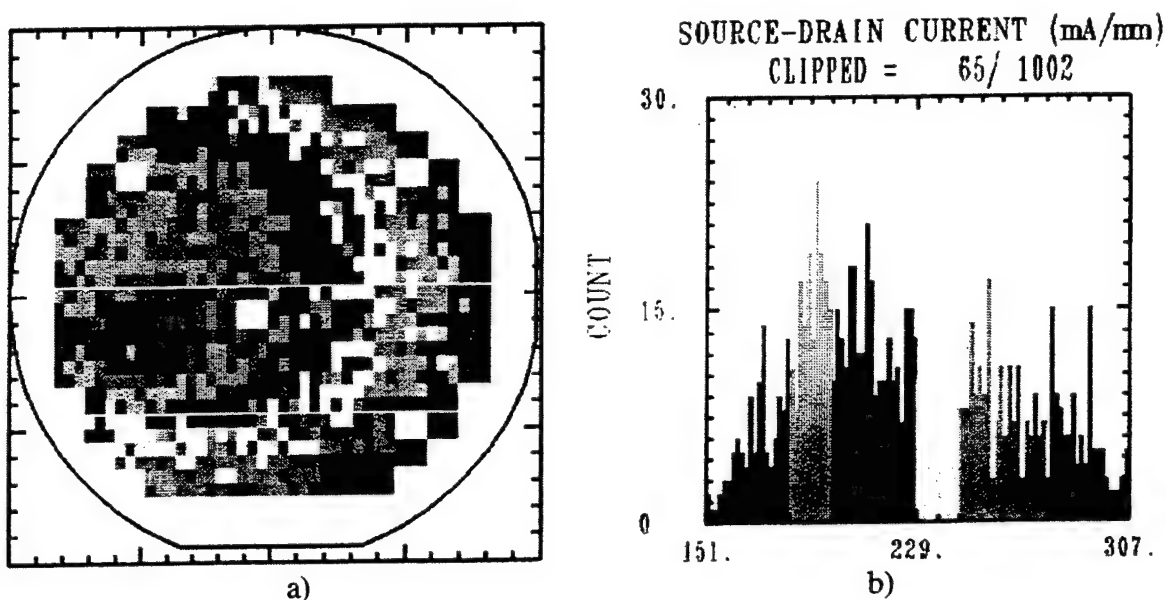 SOURCE-DRAIN CURRENT (mA/mm)
CLIPPED = 65/ 1002
30.
COUNT
15.
0
151. 229. 307.
a) b)